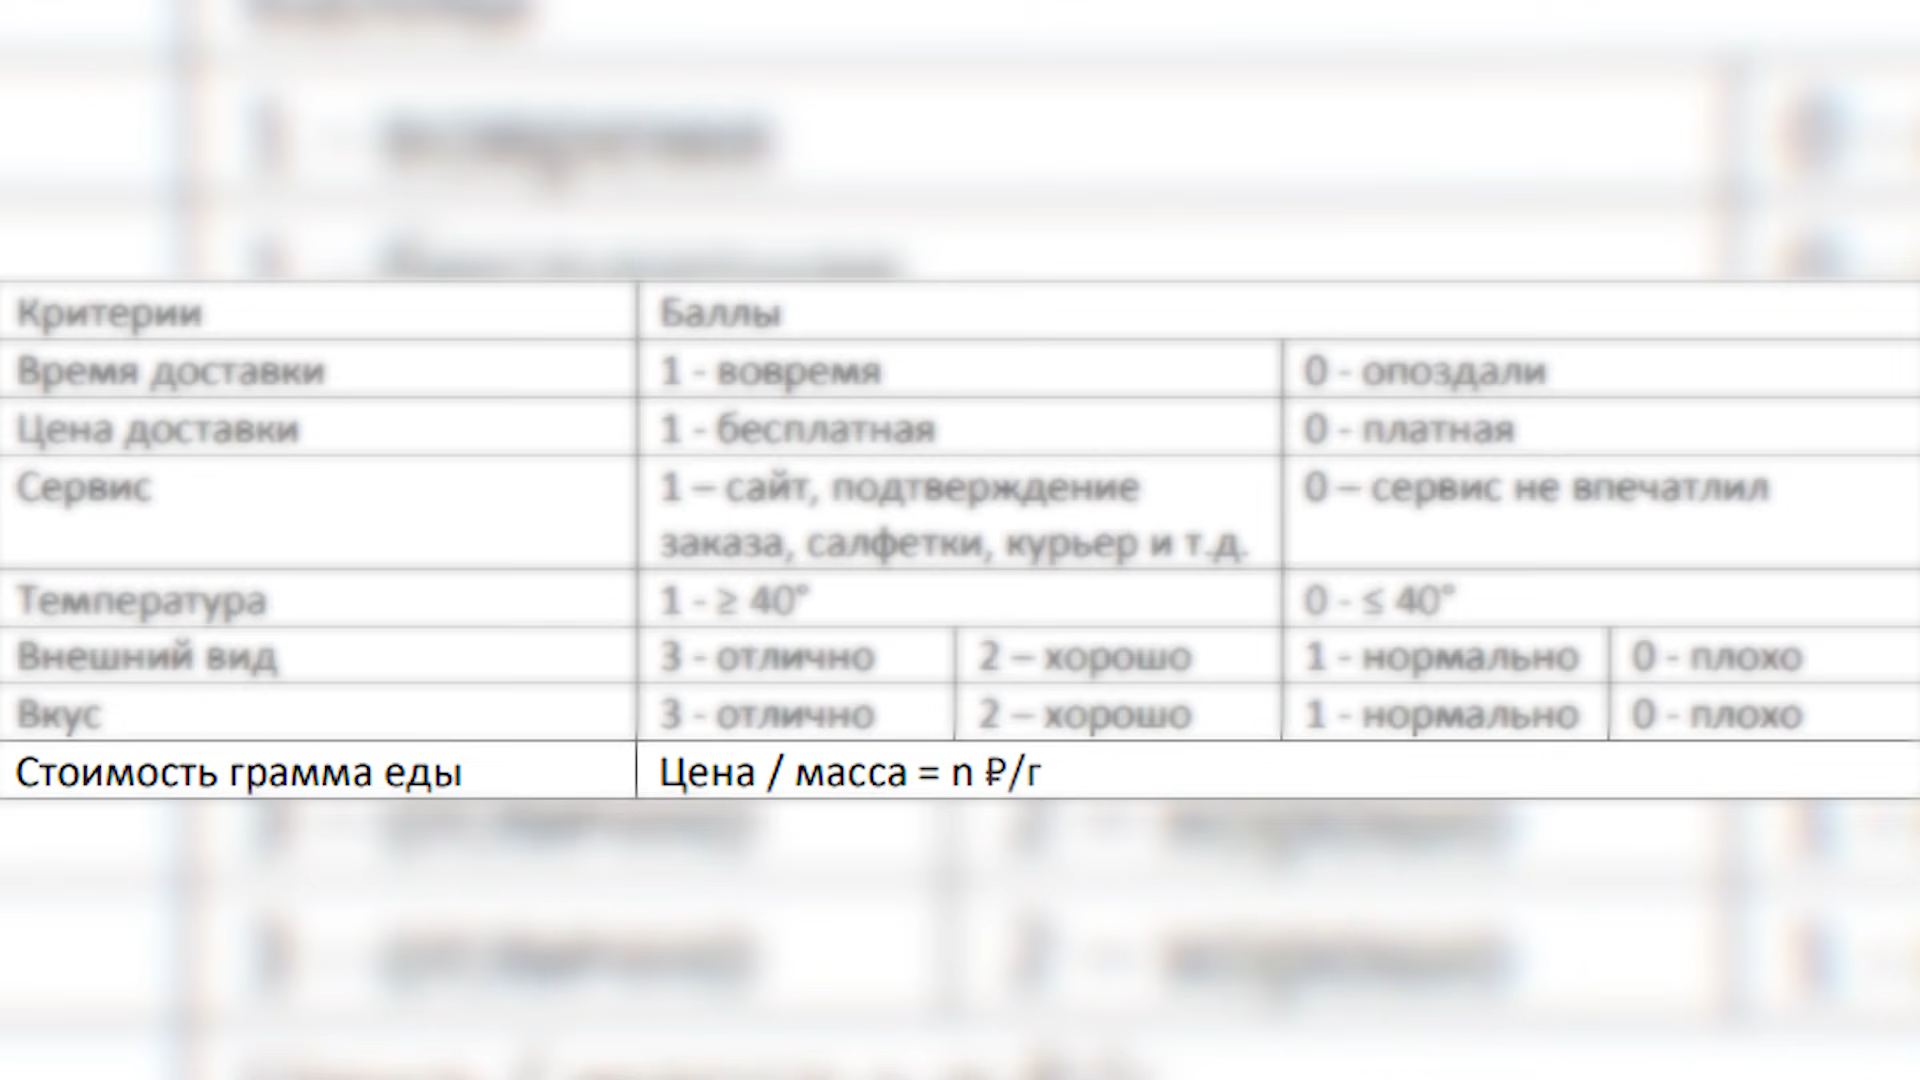 Критерии Баллы
Время доставки 1 - вовремя 0 - опоздали
Цена доставки 1 - бесплатная 0 - платная
Сервис 1 – сайт, подтверждение 0 – сервис не впечатлил
заказа, салфетки, курьер и т.д.
Температура 1 - ≥ 40° 0 - ≤ 40°
Внешний вид 3 - отлично 2 – хорошо 1 - нормально 0 - плохо
Вкус 3 - отлично 2 – хорошо 1 - нормально 0 - плохо
Стоимость грамма еды Цена / масса = n ₽/г